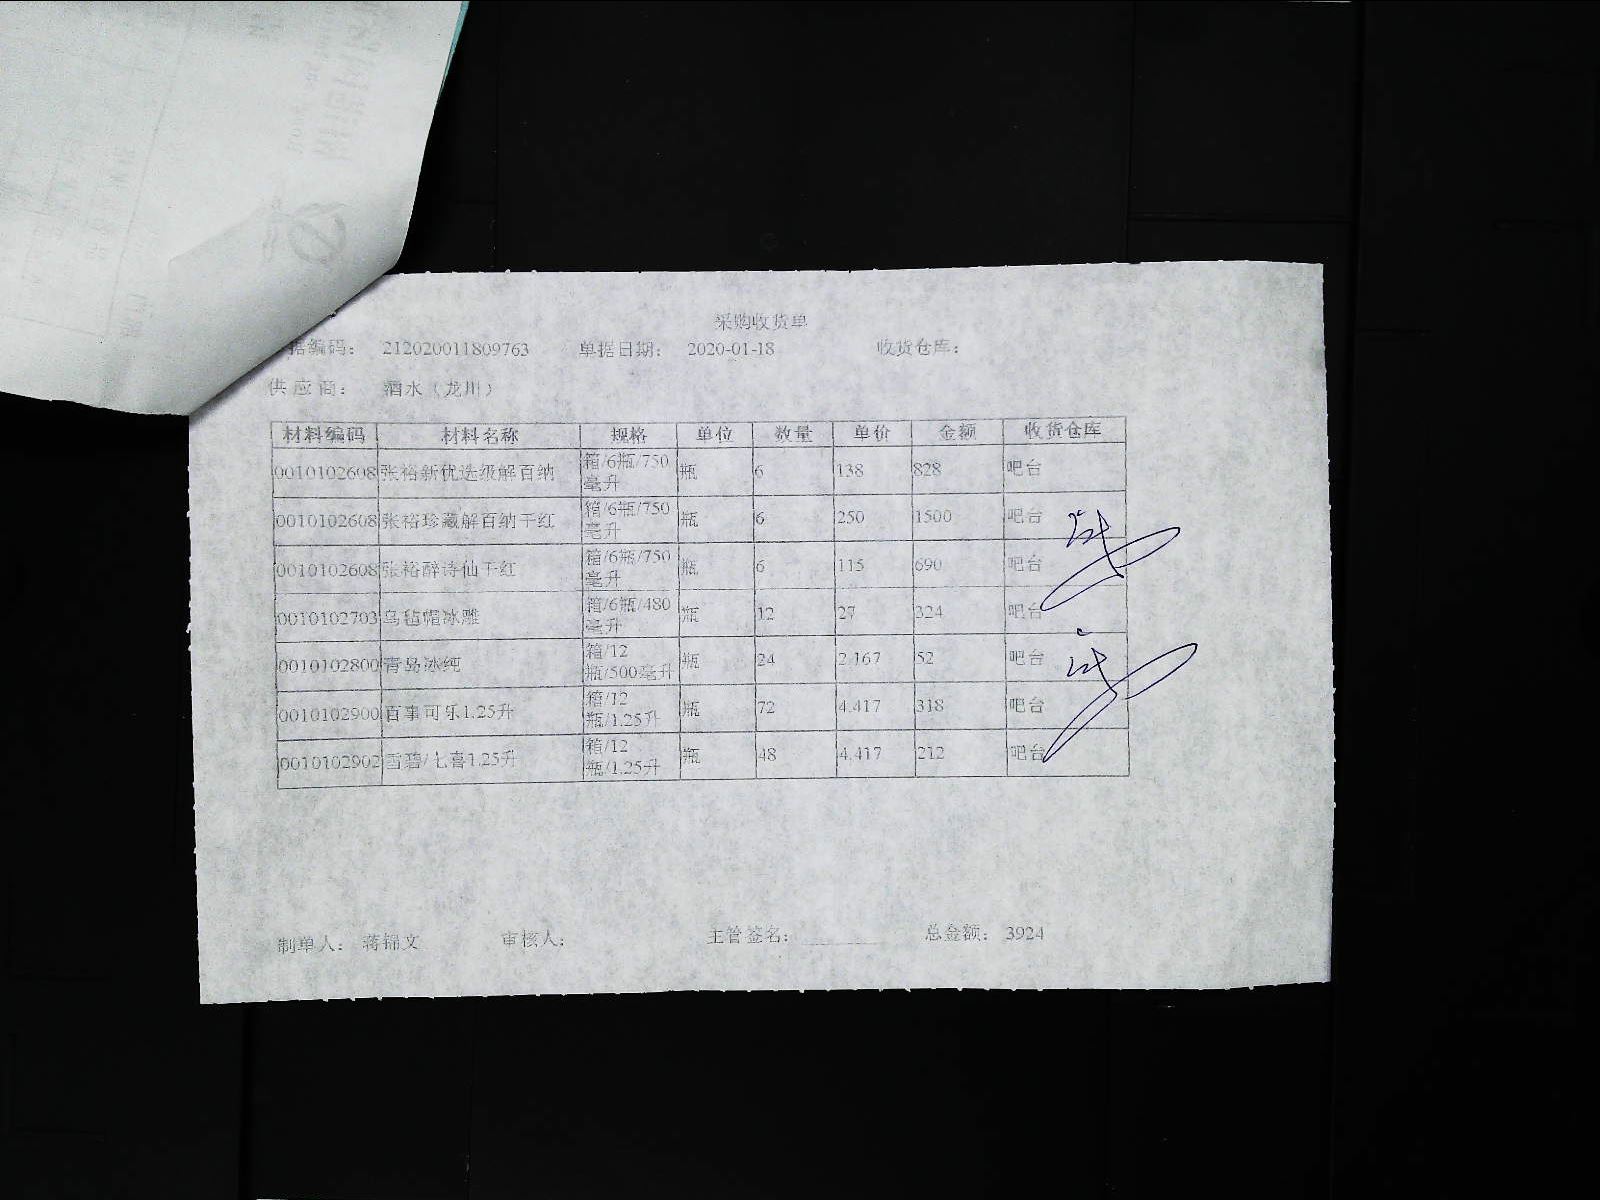 采购收货单
据编码： 212020011809763 单据日期： 2020-01-18 收货仓库：
供应商： 酒水（龙川）
材料编码 材料名称 规格 单位 数量 单价 金额 收货仓库
0010102608 张裕新优选级解百纳 箱/6瓶/750毫升 瓶 6 138 828 吧台
0010102608 张裕珍藏解百纳干红 箱/6瓶/750毫升 瓶 6 250 1500 吧台
0010102608 张裕醉诗仙干红 箱/6瓶/750毫升 瓶 6 115 690 吧台
0010102703 乌毡帽冰雕 箱/6瓶/480毫升 瓶 12 27 324 吧台
0010102800 青岛冰纯 箱/12瓶/500毫升 瓶 24 2.167 52 吧台
0010102900 百事可乐1.25升 箱/12瓶/1.25升 瓶 72 4.417 318 吧台
0010102902 雪碧/七喜1.25升 箱/12瓶/1.25升 瓶 48 4.417 212 吧台
制单人： 蒋锦文 审核人： 主管签名： 总金额： 3924